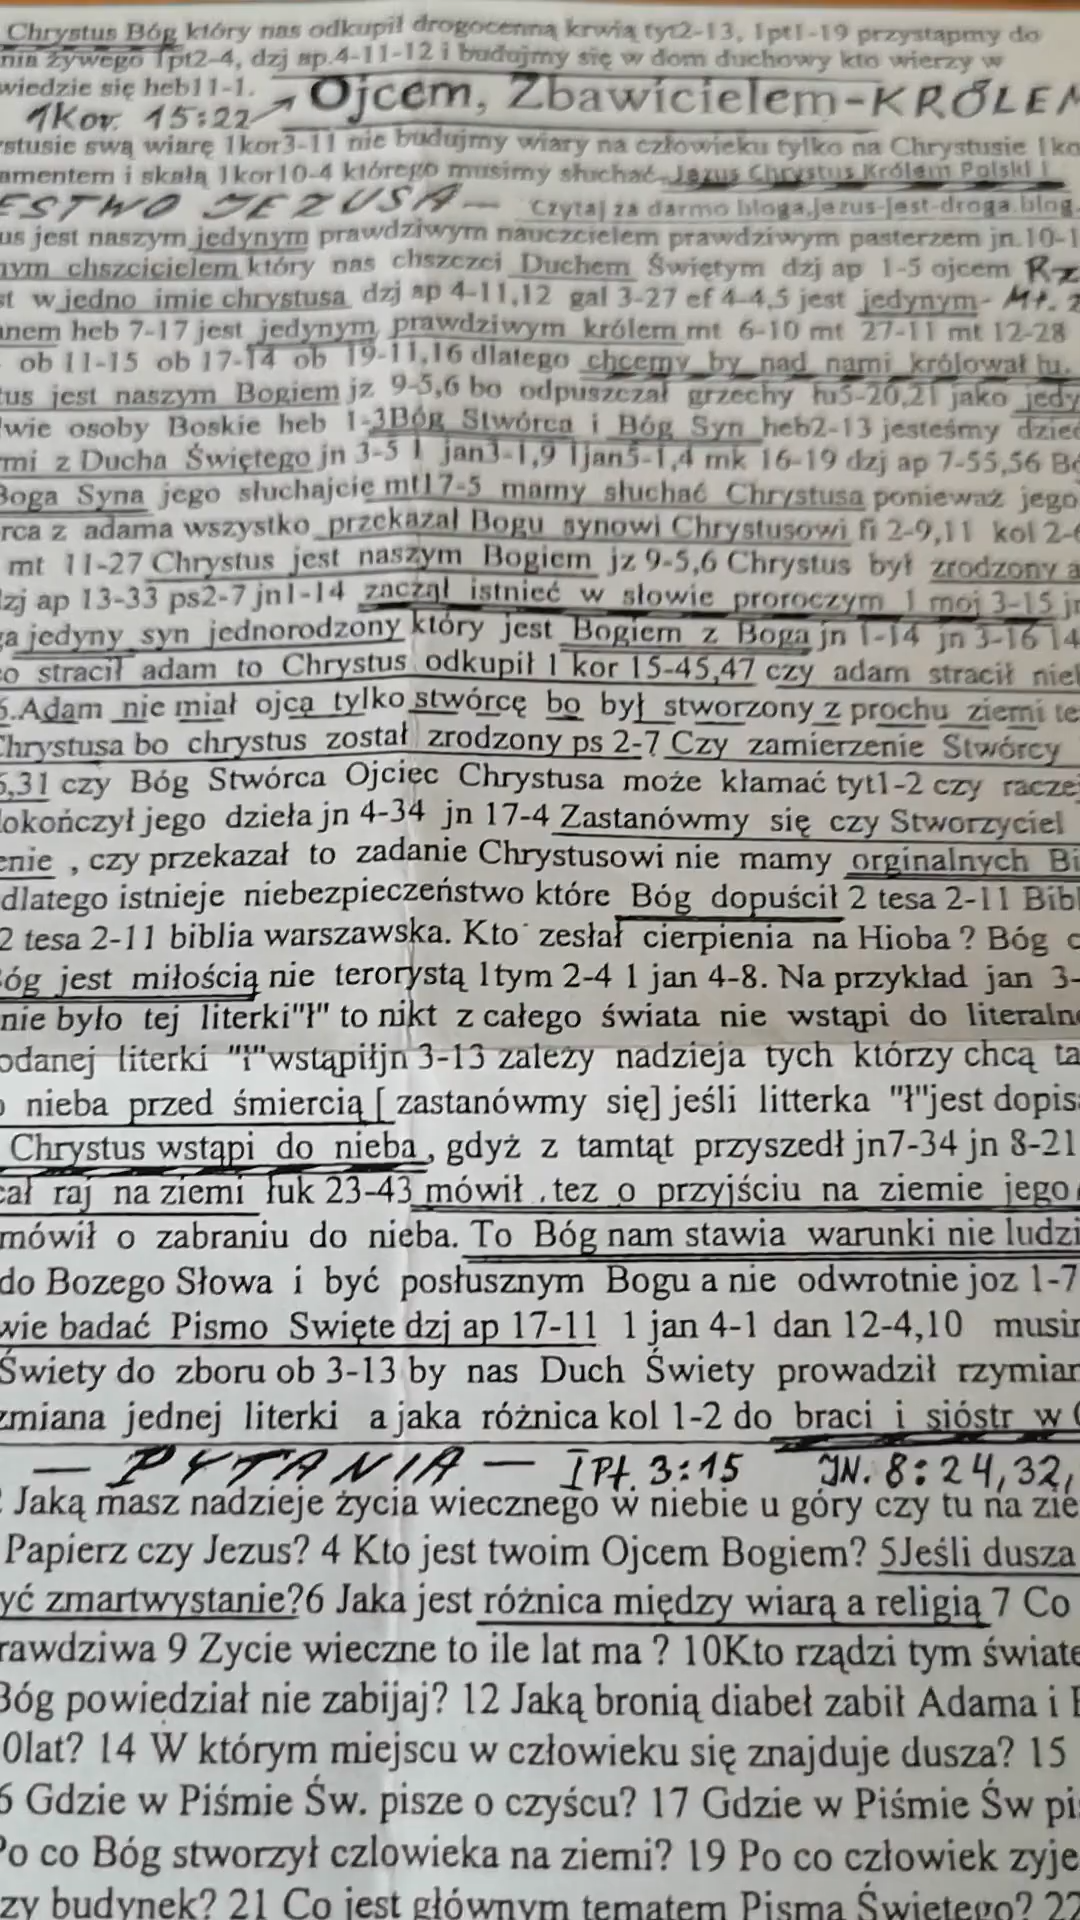 Chrystus Bóg który nas odkupił drogocenną krwią tyt2-13, 1pt1-19 przystąpmy do
nia żywego 1pt2-4, dzj ap.4-11-12 i budujmy się w dom duchowy kto wierzy w
wiedzie się heb11-1. Ojcem, Zbawicielem-KRÓLEM
1Kor. 15:22
stusie swą wiarę 1kor3-11 nie budujmy wiary na człowieku tylko na Chrystusie 1ko
amentem i skałą 1kor10-4 którego musimy słuchać-Jezus Chrystus Królem Polski !
ESTWO JEZUSA- Czytaj za darmo bloga.jezus-jest-droga.blog.
us jest naszym jedynym prawdziwym nauczcielem prawdziwym pasterzem jn.10-1
nym chszcicielem który nas chszczci Duchem Świętym dzj ap 1-5 ojcem Rz
st w jedno imie chrystusa dzj ap 4-11,12 gal 3-27 ef 4-4,5 jest jedynym- Mt. 2
anem heb 7-17 jest jedynym prawdziwym królem mt 6-10 mt 27-11 mt 12-28
ob 11-15 ob 17-14 ob 19-11,16 dlatego chcemy by nad nami królował łu.
tus jest naszym Bogiem jz 9-5,6 bo odpuszczał grzechy łu5-20,21 jako jedy
wie osoby Boskie heb 1-3Bóg Stwórca i Bóg Syn heb2-13 jesteśmy dzieć
mi z Ducha Świętego jn 3-5 1 jan3-1,9 1jan5-1,4 mk 16-19 dzj ap 7-55,56 Bó
Boga Syna jego słuchajcie mt17-5 mamy słuchać Chrystusa ponieważ jego
rca z adama wszystko przekazał Bogu synowi Chrystusowi fi 2-9,11 kol 2-6
mt 11-27 Chrystus jest naszym Bogiem jz 9-5,6 Chrystus był zrodzony a
dzj ap 13-33 ps2-7 jn1-14 zaczął istnieć w słowie proroczym 1 moj 3-15 jn
ga jedyny syn jednorodzony który jest Bogiem z Boga jn 1-14 jn 3-16 14
co stracił adam to Chrystus odkupił 1 kor 15-45,47 czy adam stracił nieb
5.Adam nie miał ojca tylko stwórcę bo był stworzony z prochu ziemi te
Chrystusa bo chrystus został zrodzony ps 2-7 Czy zamierzenie Stwórcy
5,31 czy Bóg Stwórca Ojciec Chrystusa może kłamać tyt1-2 czy raczej
dokończył jego dzieła jn 4-34 jn 17-4 Zastanówmy się czy Stworzyciel
enie , czy przekazał to zadanie Chrystusowi nie mamy orginalnych Bi
dlatego istnieje niebezpieczeństwo które Bóg dopuścił 2 tesa 2-11 Bibl
2 tesa 2-11 biblia warszawska. Kto zesłał cierpienia na Hioba ? Bóg c
óg jest miłością nie terorystą 1tym 2-4 1 jan 4-8. Na przykład jan 3-
nie było tej literki"ł" to nikt z całego świata nie wstąpi do literalne
odanej literki "ł"wstąpiłjn 3-13 zalezy nadzieja tych którzy chcą ta
o nieba przed śmiercią [ zastanówmy się] jeśli litterka "ł"jest dopisa
Chrystus wstąpi do nieba , gdyż z tamtąt przyszedł jn7-34 jn 8-21
cał raj na ziemi łuk 23-43 mówił .tez o przyjściu na ziemie jego
mówił o zabraniu do nieba. To Bóg nam stawia warunki nie ludzi
do Bozego Słowa i być posłusznym Bogu a nie odwrotnie joz 1-7
wie badać Pismo Swięte dzj ap 17-11 1 jan 4-1 dan 12-4,10 musim
Świety do zboru ob 3-13 by nas Duch Świety prowadził rzymian
zmiana jednej literki a jaka różnica kol 1-2 do braci i sióstr w C
— PYTANIA — IPt. 3:15 JN. 8:24,32,
Jaką masz nadzieje życia wiecznego w niebie u góry czy tu na zie
Papierz czy Jezus? 4 Kto jest twoim Ojcem Bogiem? 5Jeśli dusza
yć zmartwystanie?6 Jaka jest różnica między wiarą a religią 7 Co
rawdziwa 9 Zycie wieczne to ile lat ma ? 10Kto rządzi tym świate
Bóg powiedział nie zabijaj? 12 Jaką bronią diabeł zabił Adama i E
0lat? 14 W którym miejscu w człowieku się znajduje dusza? 15
6 Gdzie w Piśmie Św. pisze o czyścu? 17 Gdzie w Piśmie Św pi
Po co Bóg stworzył czlowieka na ziemi? 19 Po co człowiek zyje
zy budynek? 21 Co jest głównym tematem Pisma Świętego? 22